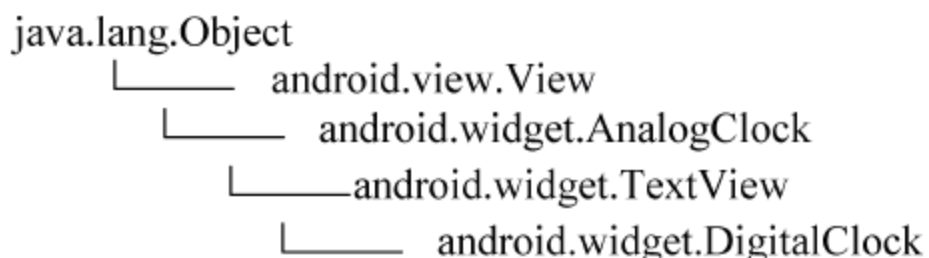 java.lang.Object
android.view.View
android.widget.AnalogClock
android.widget.TextView
android.widget.DigitalClock